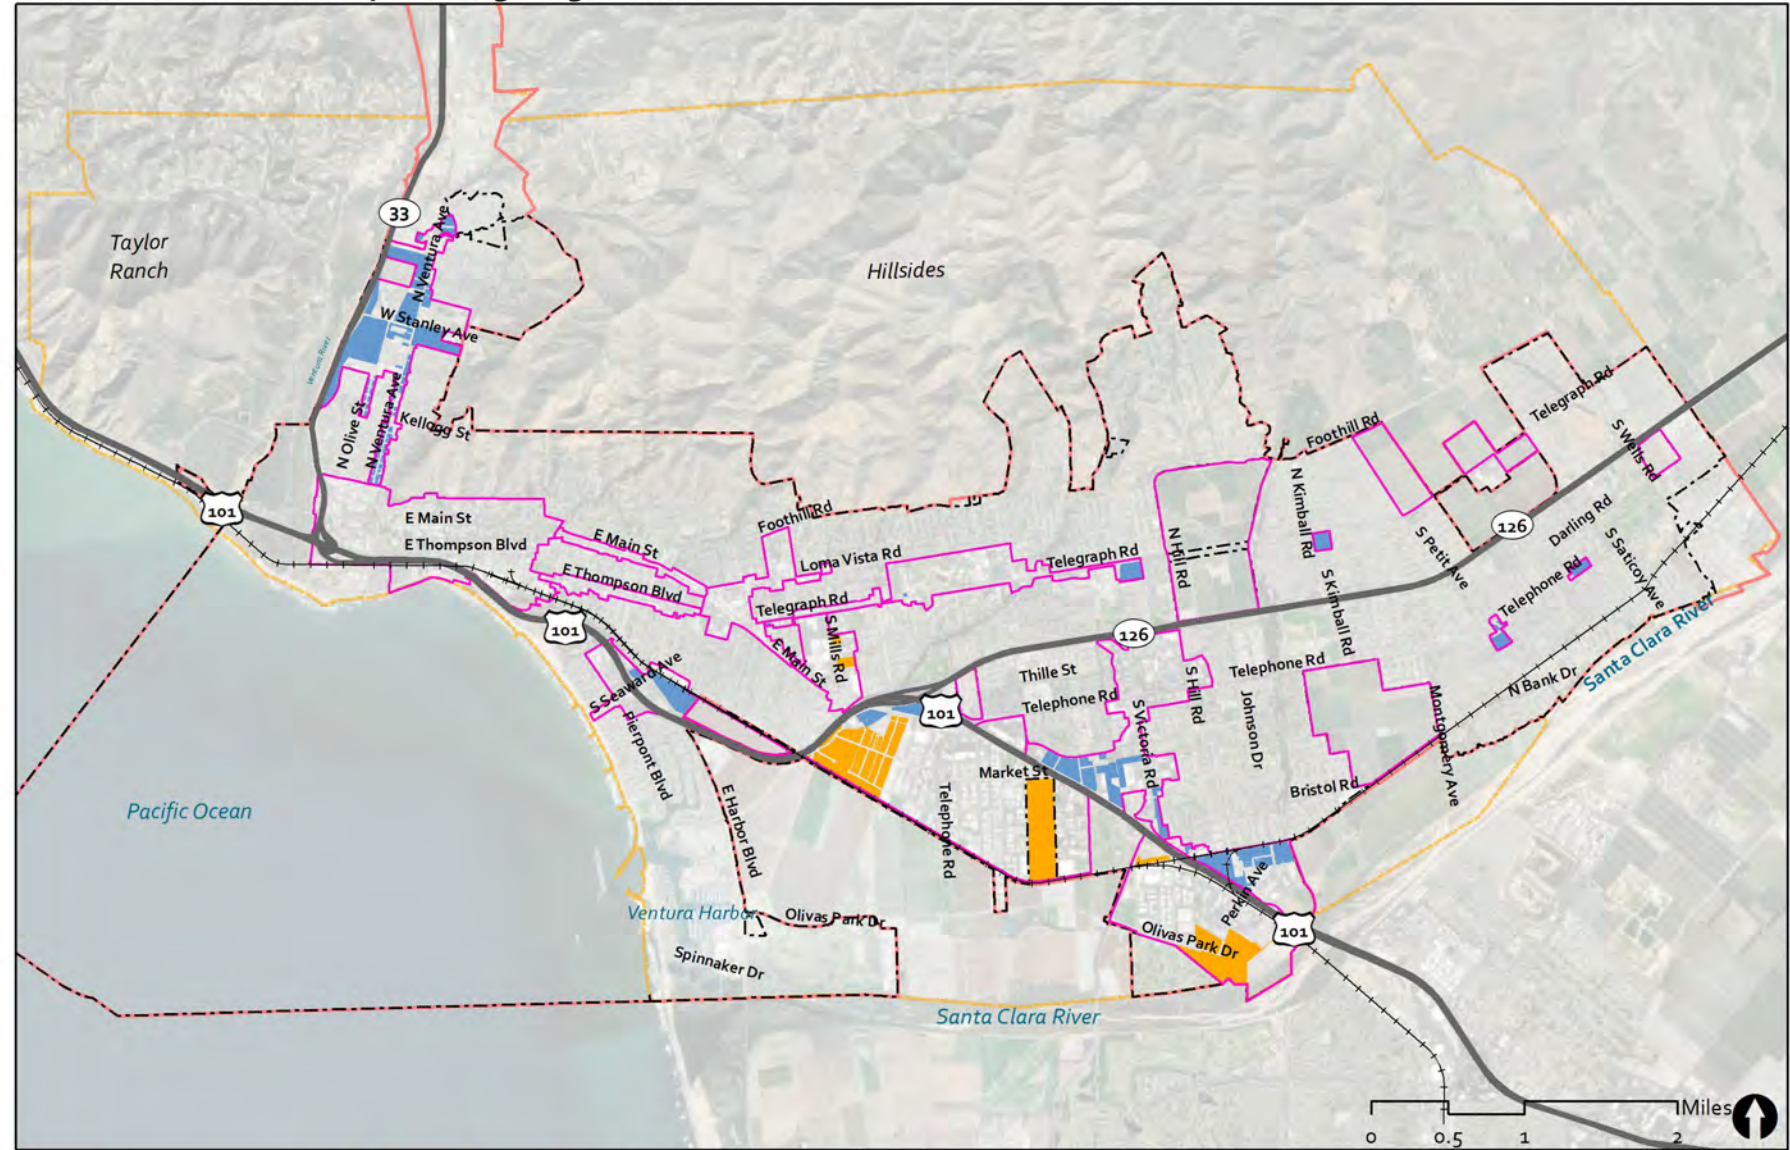 33
Taylor
Ranch
Hillsides
N Ventura Ave
W Stanley Ave
Ventura River
N Olive St
N Ventura Ave
Kellogg St
Telegraph Rd
Foothill Rd
S Wells Rd
N Kimball Rd
101
E Main St
E Thompson Blvd
E Main St
Foothill Rd
Loma Vista Rd
Telegraph Rd
N Hill Rd
126
Darling Rd
S Petit Ave
S Saticoy Ave
Telephone Rd
E Thompson Blvd
Telegraph Rd
S Mills Rd
E Main St
101
126
S Kimball Rd
Santa Clara River
Thille St
Telephone Rd
Telephone Rd
S Hill Rd
N Bank Dr
S Seaward Ave
Pierpont Blvd
101
S Victoria Rd
Johnson Dr
Montgomery Ave
Market St
Bristol Rd
Pacific Ocean
E Harbor Blvd
Telephone Rd
Perkin Ave
Ventura Harbor
Olivas Park Dr
Olivas Park Dr
101
Spinnaker Dr
Santa Clara River
Miles
0 0.5 1 2